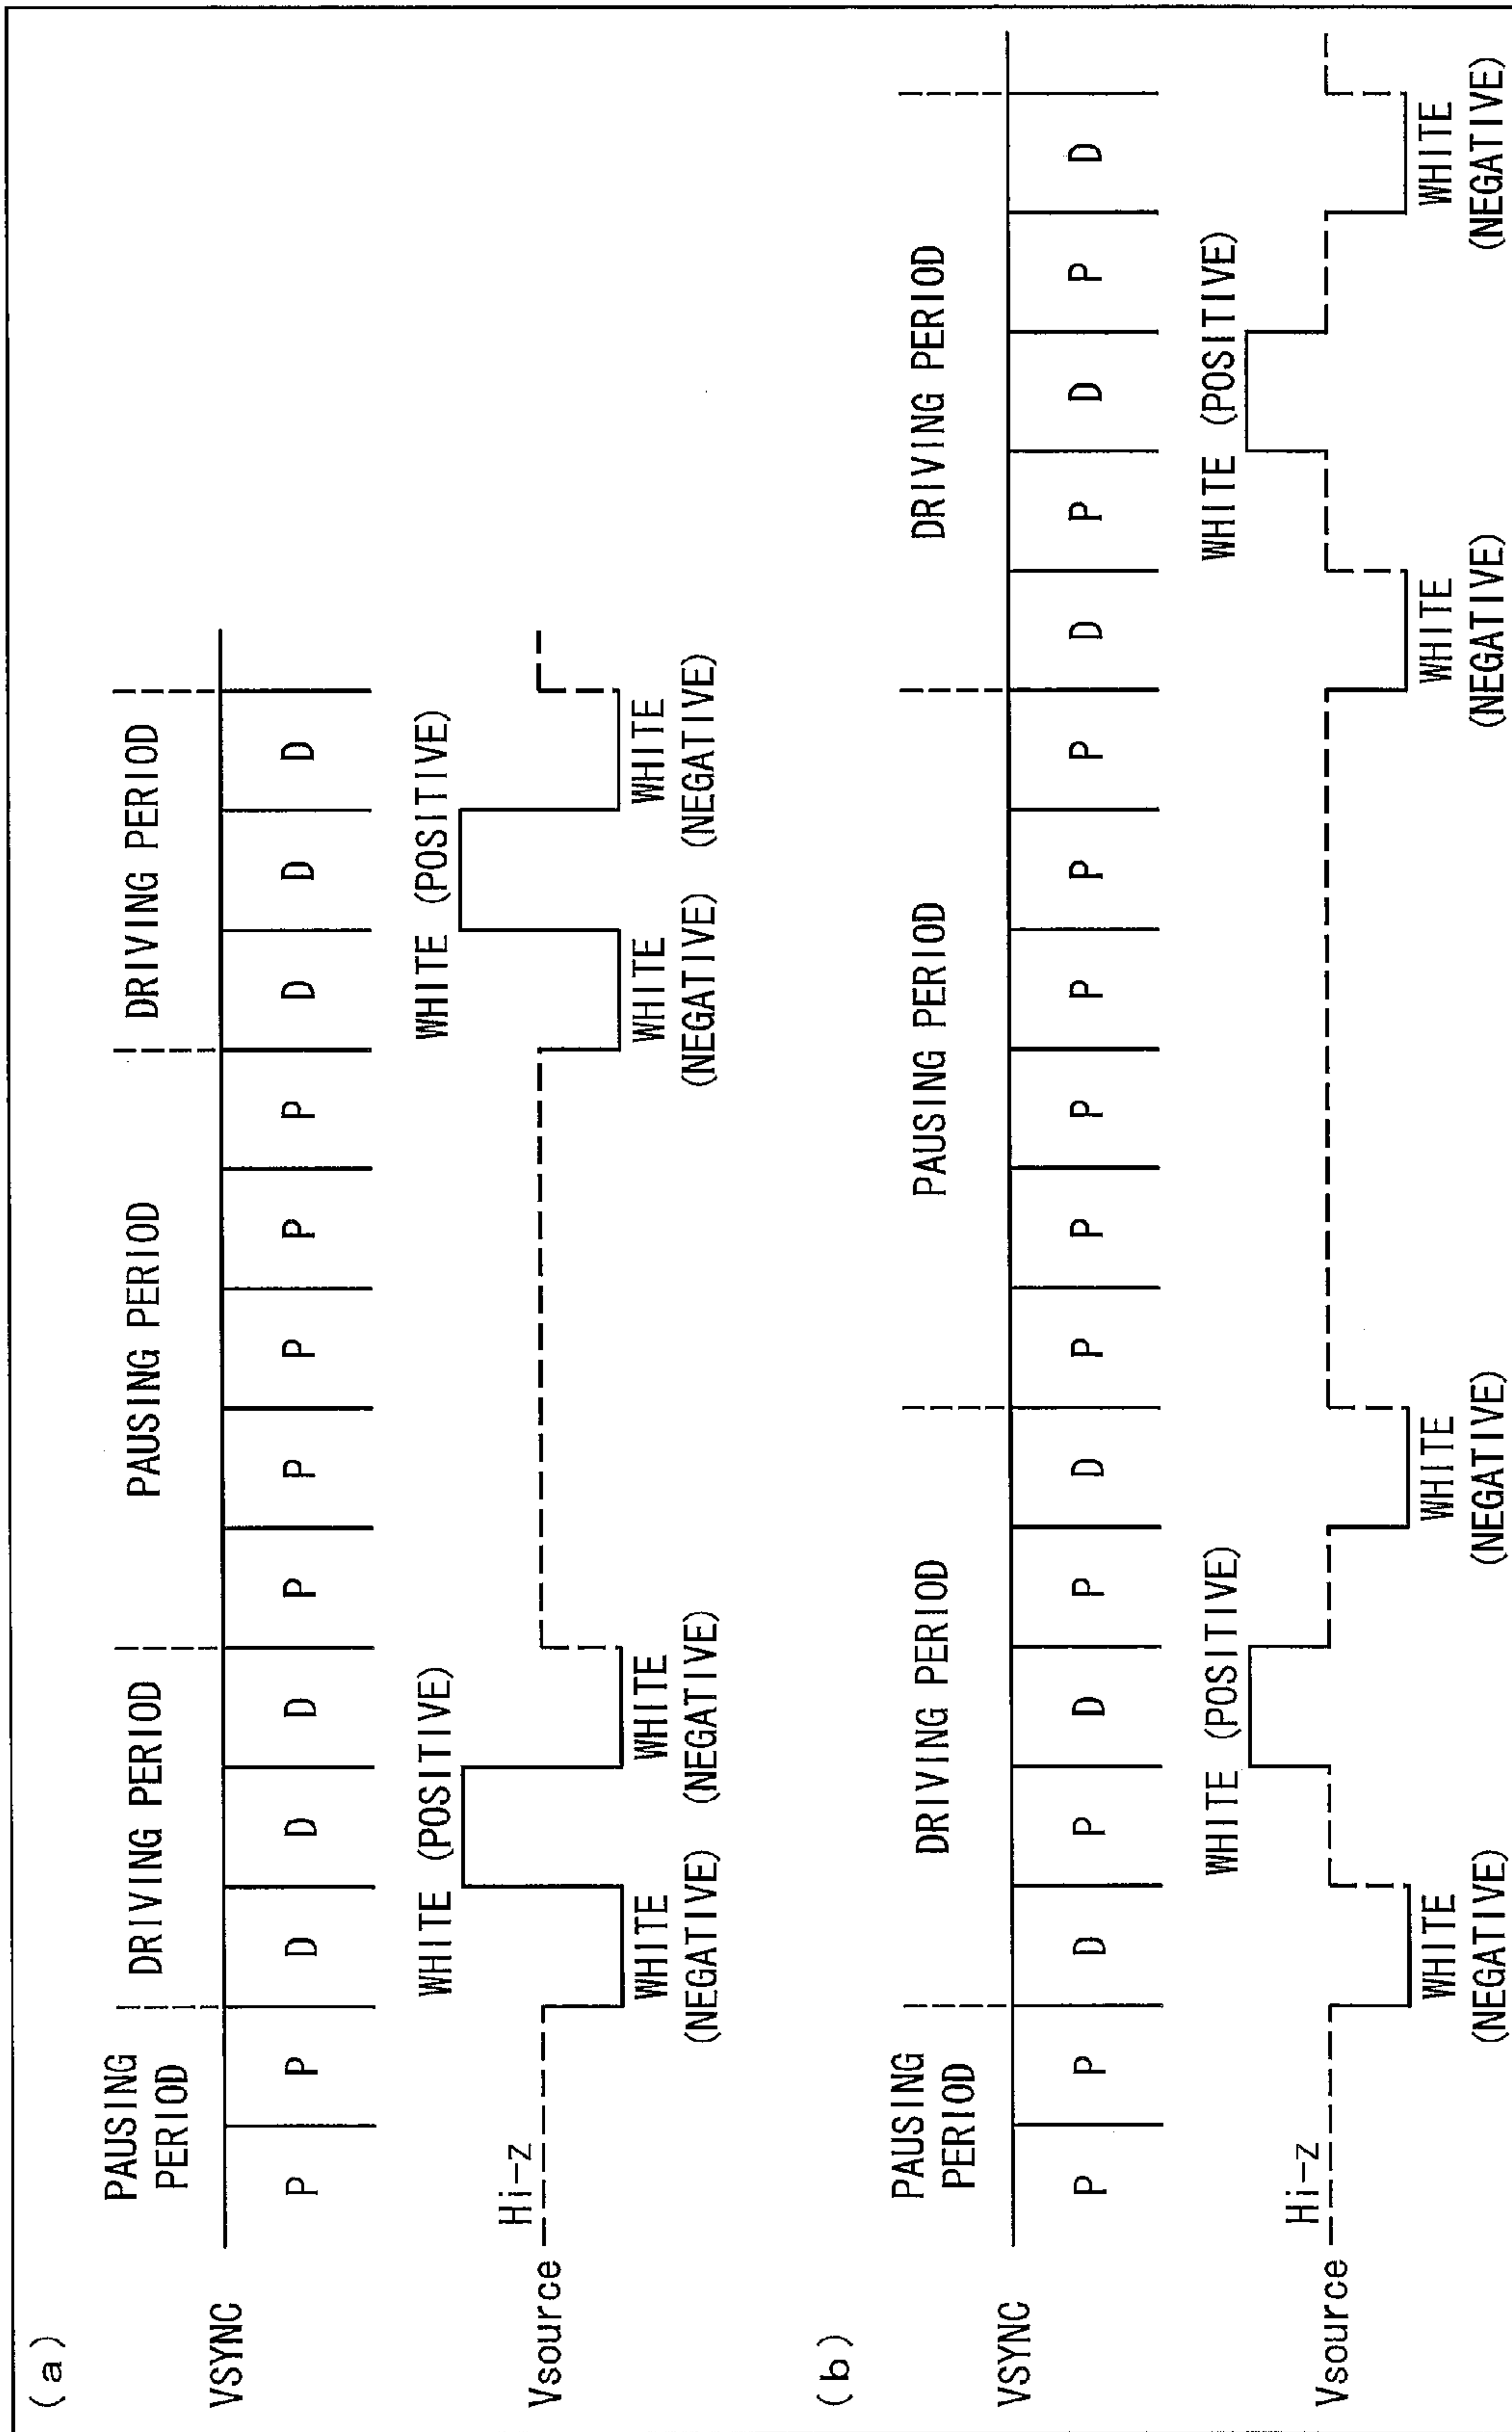 (a)
PAUSING PERIOD DRIVING PERIOD PAUSING PERIOD DRIVING PERIOD
VSYNC P P D D D P P P P P D D D
WHITE (POSITIVE) WHITE (POSITIVE)
Vsource Hi-z
WHITE WHITE WHITE WHITE
(NEGATIVE) (NEGATIVE) (NEGATIVE) (NEGATIVE)
(b)
PAUSING PERIOD DRIVING PERIOD PAUSING PERIOD DRIVING PERIOD
VSYNC P P D P D P D P P P P P P D P D P D
WHITE (POSITIVE) WHITE (POSITIVE)
Vsource Hi-z
WHITE WHITE WHITE WHITE
(NEGATIVE) (NEGATIVE) (NEGATIVE) (NEGATIVE)